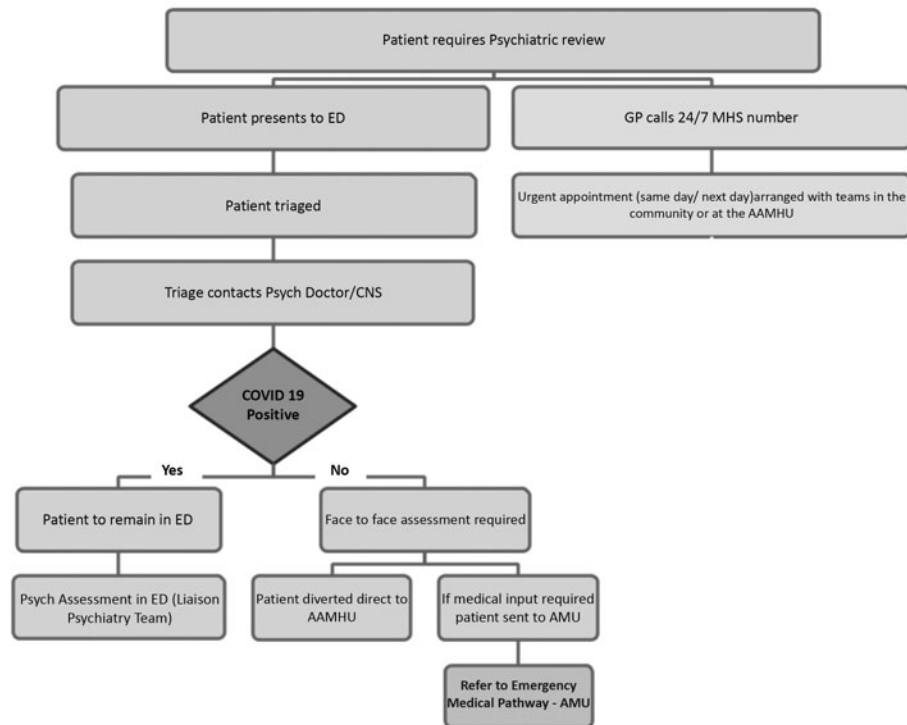 Patient requires Psychiatric review
Patient presents to ED
GP calls 24/7 MHS number
Patient triaged
Urgent appointment (same day/ next day)arranged with teams in the
community or at the AAMHU
Triage contacts Psych Doctor/CNS
COVID 19
Positive
Yes
No
Patient to remain in ED
Face to face assessment required
Psych Assessment in ED (Liaison
Psychiatry Team)
Patient diverted direct to
AAMHU
If medical input required
patient sent to AMU
Refer to Emergency
Medical Pathway - AMU